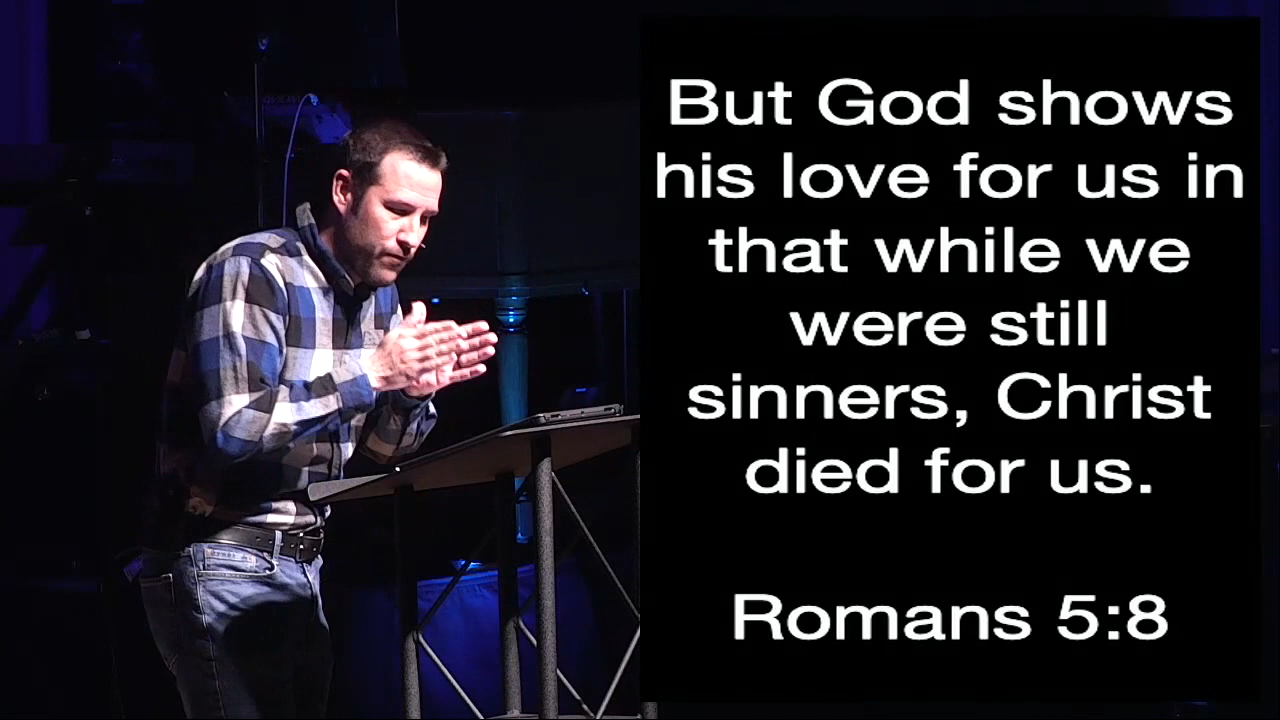 But God shows
his love for us in
that while we
were still
sinners, Christ
died for us.
Romans 5:8